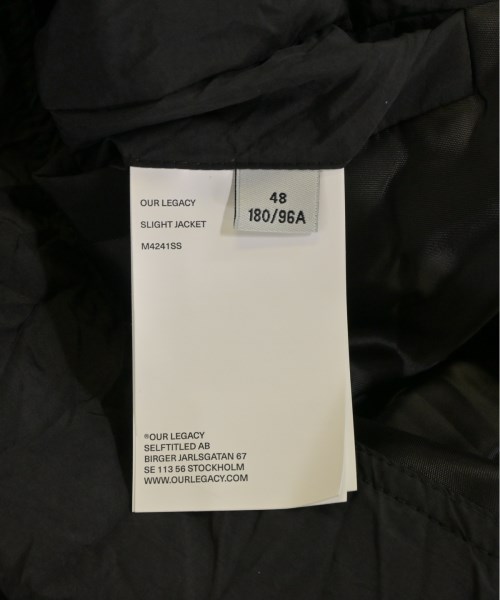 48
180/96A
OUR LEGACY
SLIGHT JACKET
M4241SS
®OUR LEGACY
SELFTITLED AB
BIRGER JARLSGATAN 67
SE 113 56 STOCKHOLM
WWW.OURLEGACY.COM